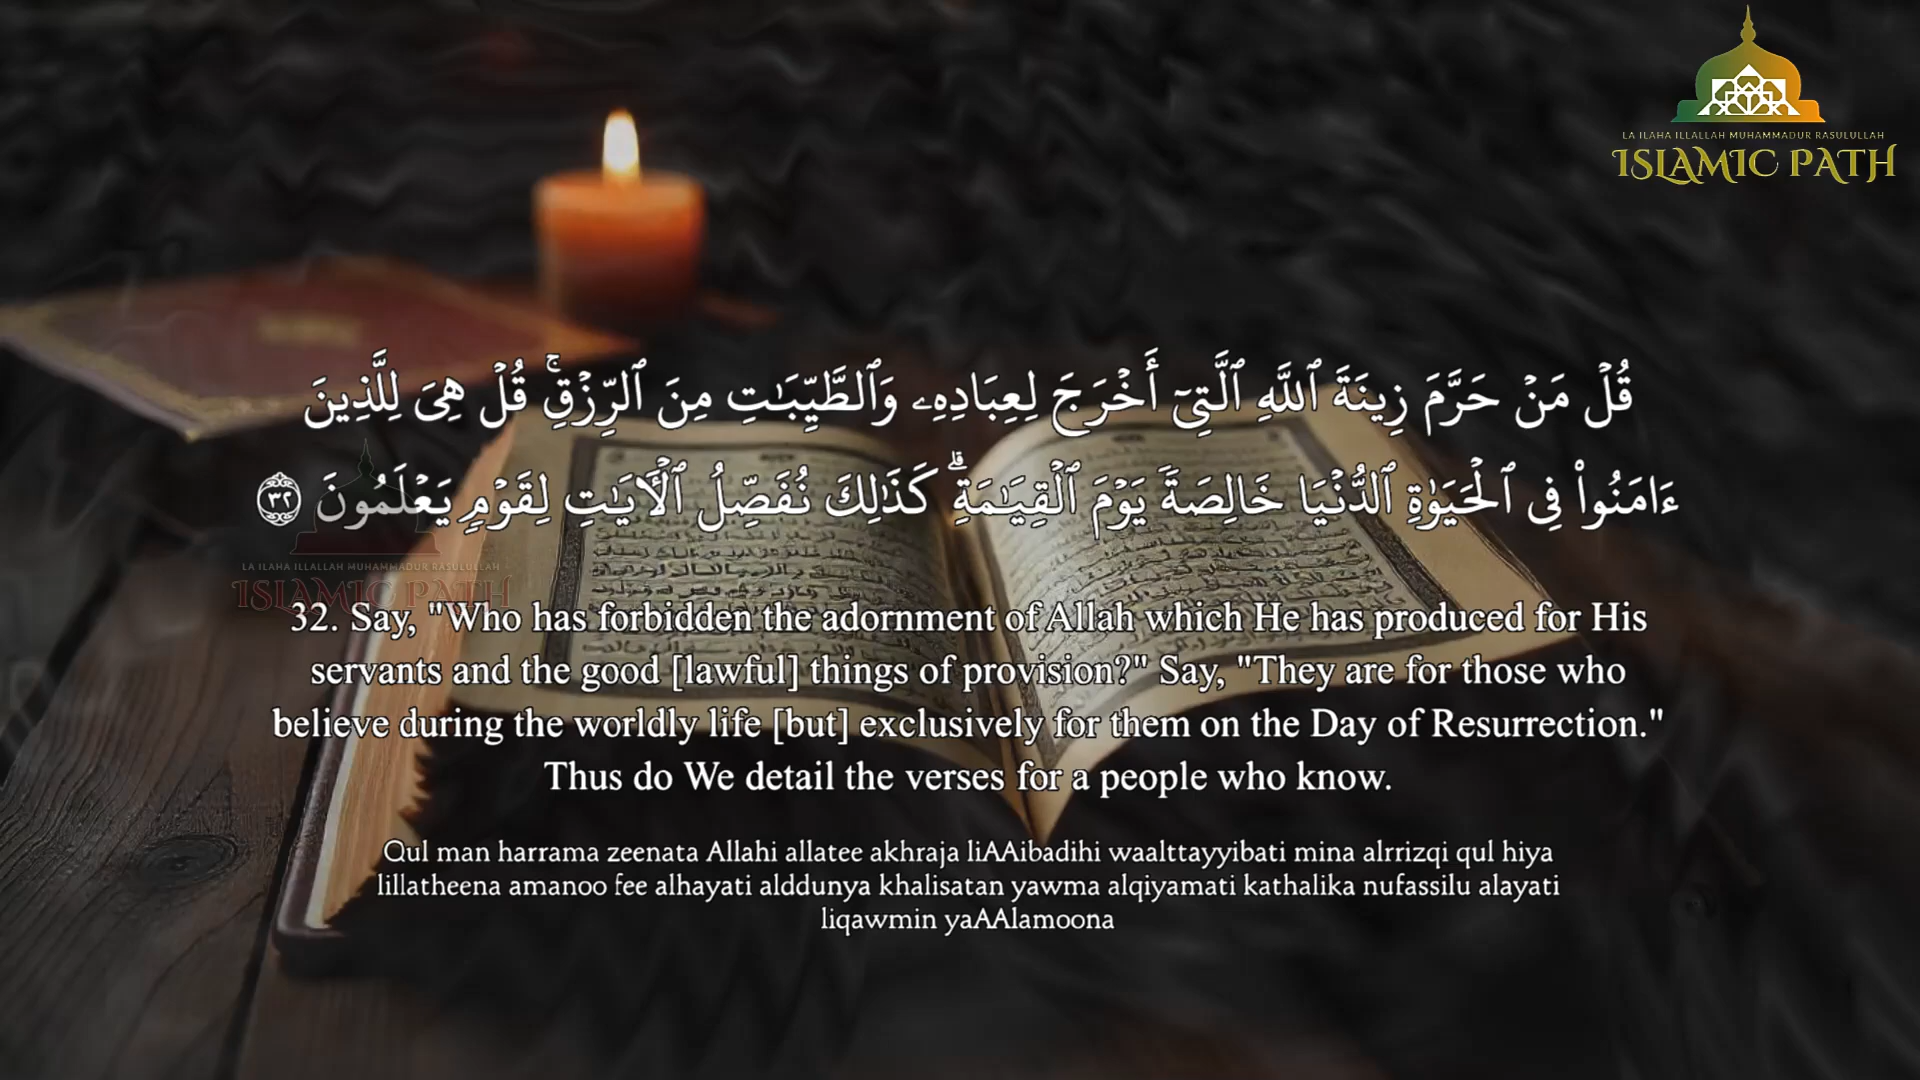 LA ILAHA ILLALLAH MUHAMMADUR RASULULLAH
ISLAMIC PATH
قُلْ مَنْ حَرَّمَ زِينَةَ ٱللَّهِ ٱلَّتِىٓ أَخْرَجَ لِعِبَادِهِۦ وَٱلطَّيِّبَـٰتِ مِنَ ٱلرِّزْقِ ۚ قُلْ هِىَ لِلَّذِينَ
ءَامَنُوا۟ فِى ٱلْحَيَوٰةِ ٱلدُّنْيَا خَالِصَةً يَوْمَ ٱلْقِيَـٰمَةِ ۗ كَذَٰلِكَ نُفَصِّلُ ٱلْـَٔايَـٰتِ لِقَوْمٍ يَعْلَمُونَ ٣٢
LA ILAHA ILLALLAH MUHAMMADUR RASULULLAH
ISLAMIC PATH
32. Say, "Who has forbidden the adornment of Allah which He has produced for His
servants and the good [lawful] things of provision?" Say, "They are for those who
believe during the worldly life [but] exclusively for them on the Day of Resurrection."
Thus do We detail the verses for a people who know.
Qul man harrama zeenata Allahi allatee akhraja liAAibadihi waalttayyibati mina alrrizqi qul hiya
lillatheena amanoo fee alhayati alddunya khalisatan yawma alqiyamati kathalika nufassilu alayati
liqawmin yaAAlamoona